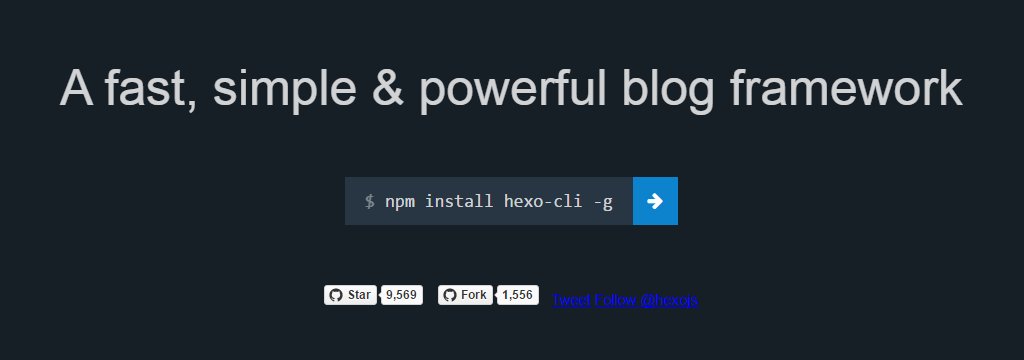 A fast, simple & powerful blog framework
$ npm install hexo-cli -g
Star 9,569 Fork 1,556 Tweet Follow @hexojs